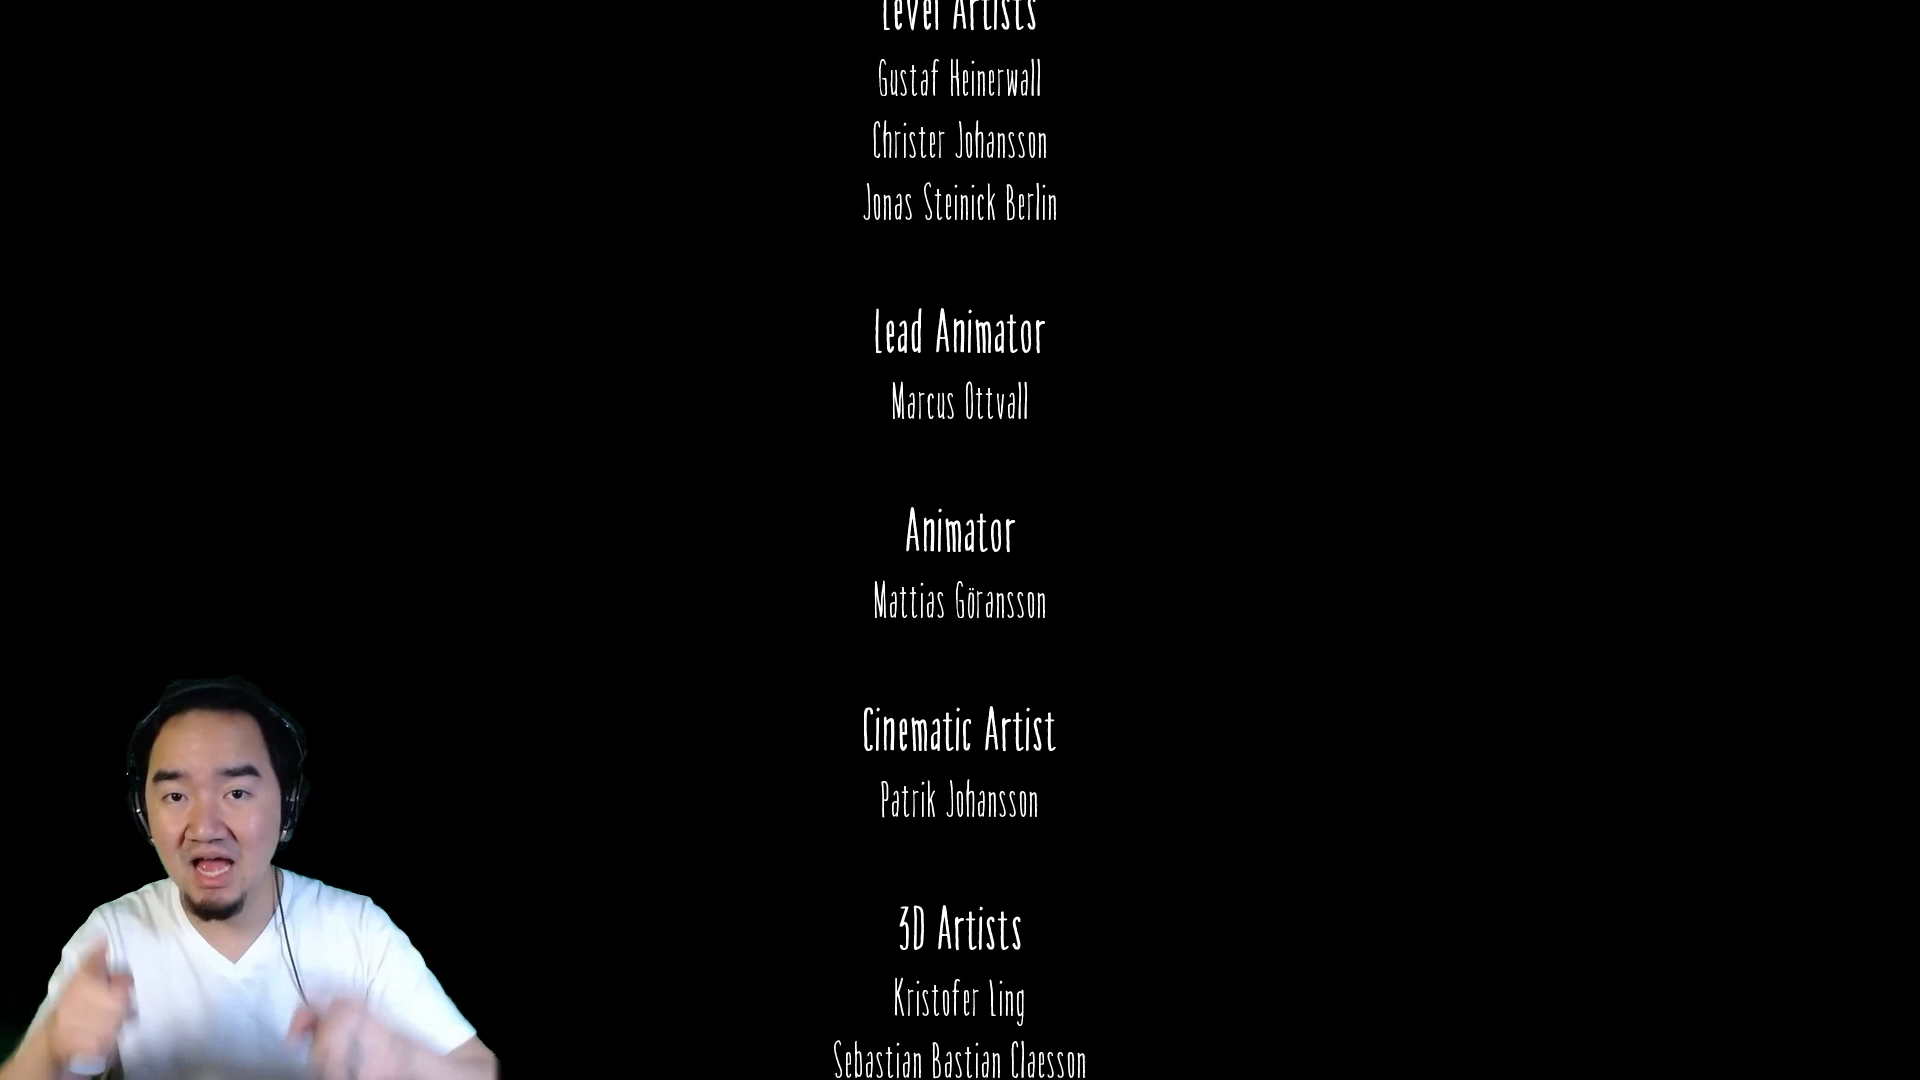 Level Artists
Gustaf Heinerwall
Christer Johansson
Jonas Steinick Berlin
Lead Animator
Marcus Ottvall
Animator
Mattias Göransson
Cinematic Artist
Patrik Johansson
3D Artists
Kristofer Ling
Sebastian Bastian Claesson